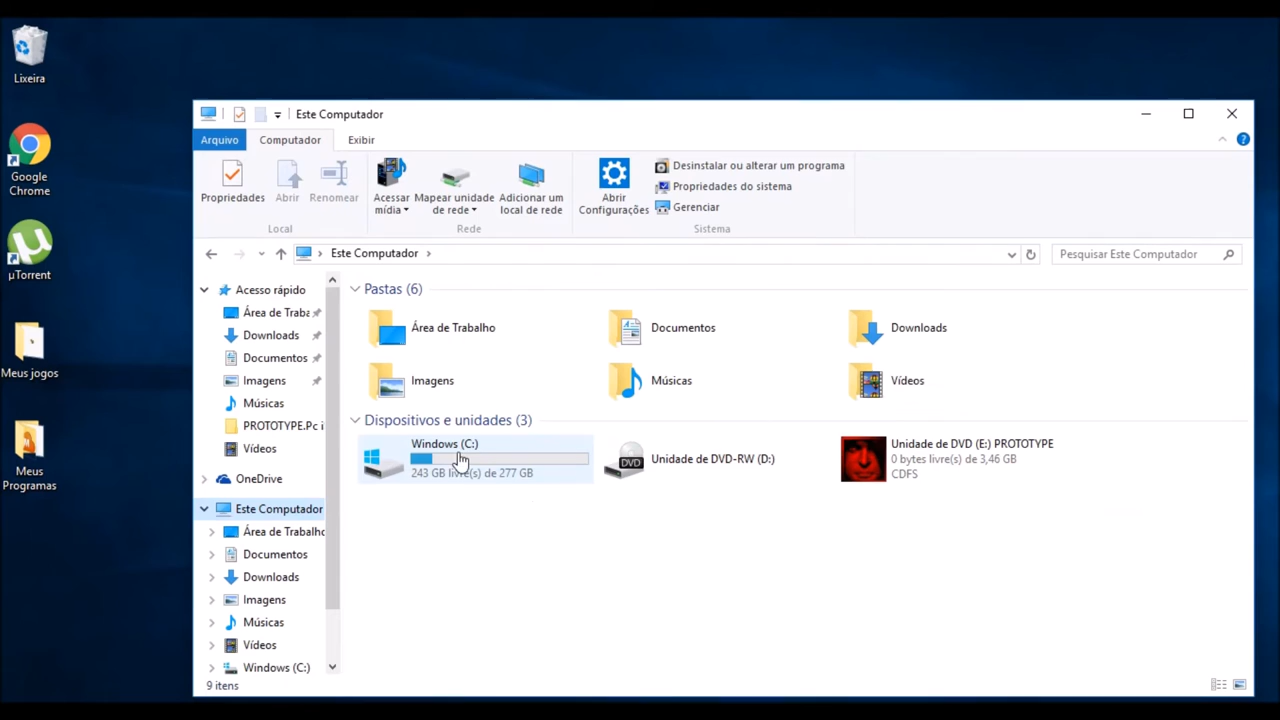 Lixeira
Google
Chrome
µTorrent
Meus jogos
Meus
Programas
Este Computador
Arquivo
Computador
Exibir
Propriedades
Abrir
Renomear
Local
Acessar
mídia
Mapear unidade
de rede
Adicionar um
local de rede
Rede
Abrir
Configurações
Desinstalar ou alterar um programa
Propriedades do sistema
Gerenciar
Sistema
Este Computador
Pesquisar Este Computador
Acesso rápido
Área de Traba
Downloads
Documentos
Imagens
Músicas
PROTOTYPE.Pc i
Vídeos
OneDrive
Este Computador
Área de Trabalho
Documentos
Downloads
Imagens
Músicas
Vídeos
Windows (C:)
Pastas (6)
Área de Trabalho
Documentos
Downloads
Imagens
Músicas
Vídeos
Dispositivos e unidades (3)
Windows (C:)
243 GB livre(s) de 277 GB
DVD
Unidade de DVD-RW (D:)
Unidade de DVD (E:) PROTOTYPE
0 bytes livre(s) de 3,46 GB
CDFS
9 itens